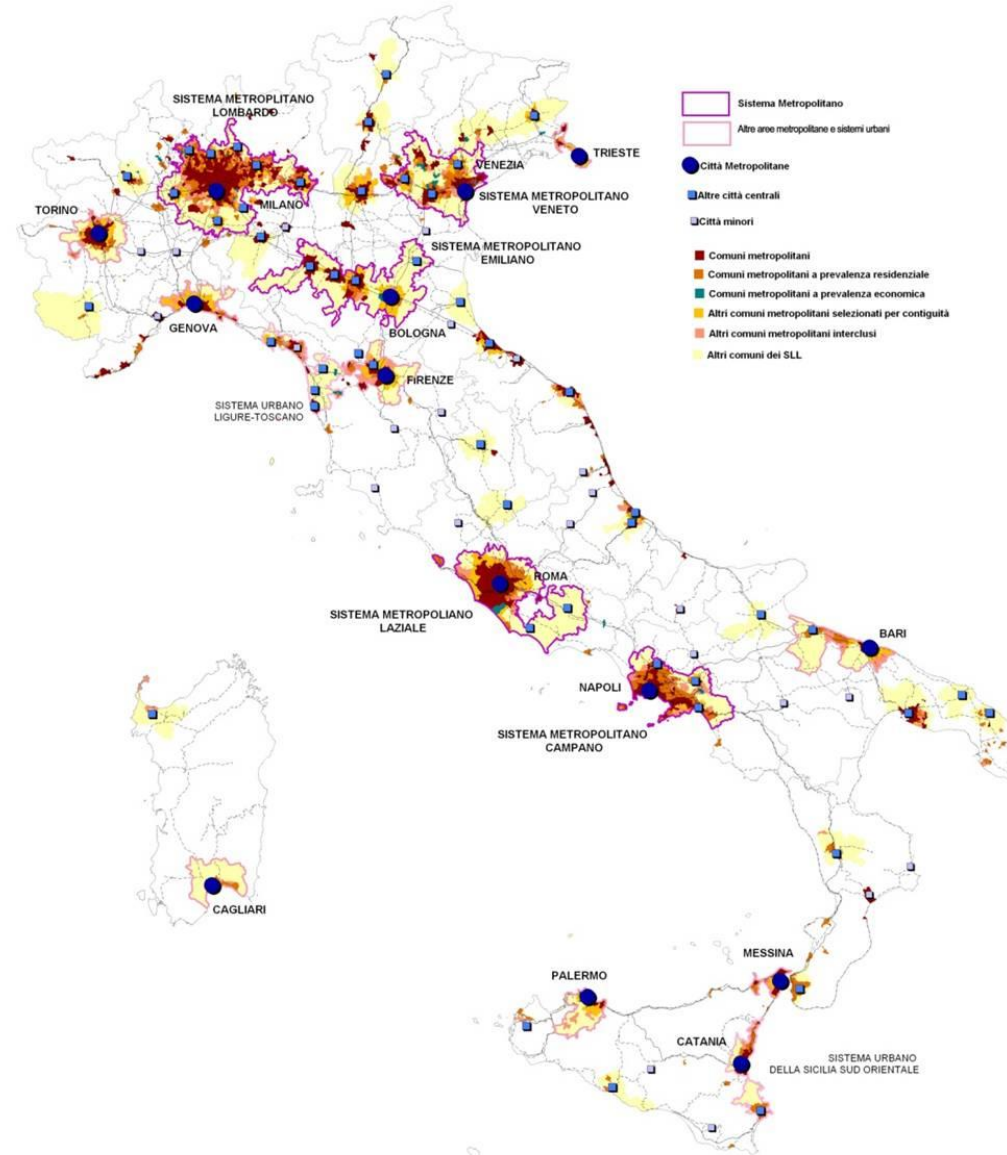 SISTEMA METROPLITANO
LOMBARDO
Sistema Metropolitano
Altre aree metropolitane e sistemi urbani
VENEZIA
TRIESTE
Città Metropolitane
SISTEMA METROPOLITANO
VENETO
Altre città centrali
MILANO
TORINO
Città minori
SISTEMA METROPOLITANO
EMILIANO
Comuni metropolitani
Comuni metropolitani a prevalenza residenziale
Comuni metropolitani a prevalenza economica
Altri comuni metropolitani selezionati per contiguità
Altri comuni metropolitani interclusi
Altri comuni dei SLL
GENOVA
BOLOGNA
FiRENZE
SISTEMA URBANO
LIGURE-TOSCANO
ROMA
SISTEMA METROPOLIANO
LAZIALE
BARI
NAPOLI
SISTEMA METROPOLITANO
CAMPANO
CAGLIARI
MESSINA
PALERMO
CATANIA
SISTEMA URBANO
DELLA SICILIA SUD ORIENTALE